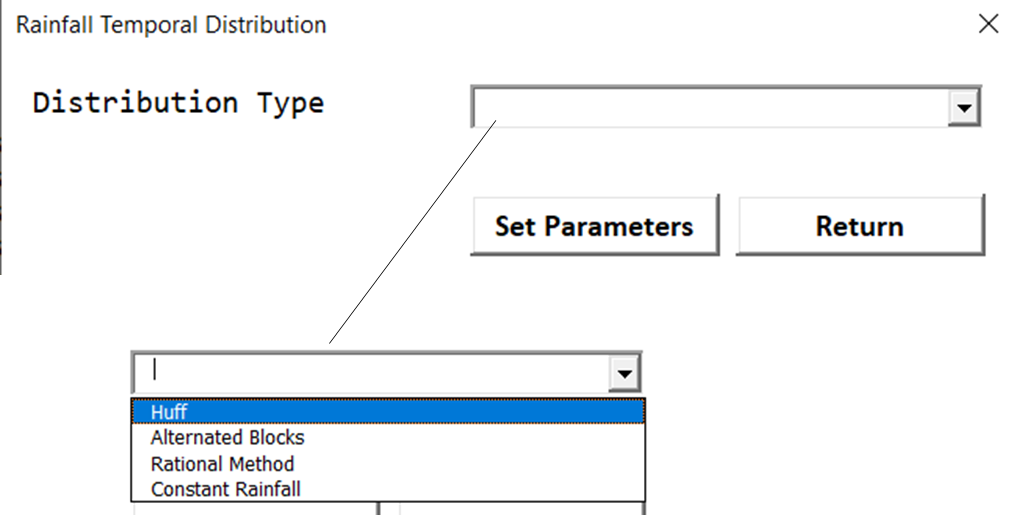 Rainfall Temporal Distribution
Distribution Type
Set Parameters
Return
Huff
Alternated Blocks
Rational Method
Constant Rainfall